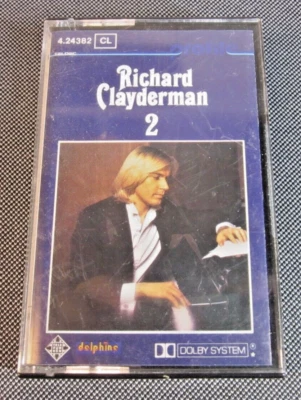 4.24382 CL
Richard
Clayderman
2
delphine
DOLBY SYSTEM